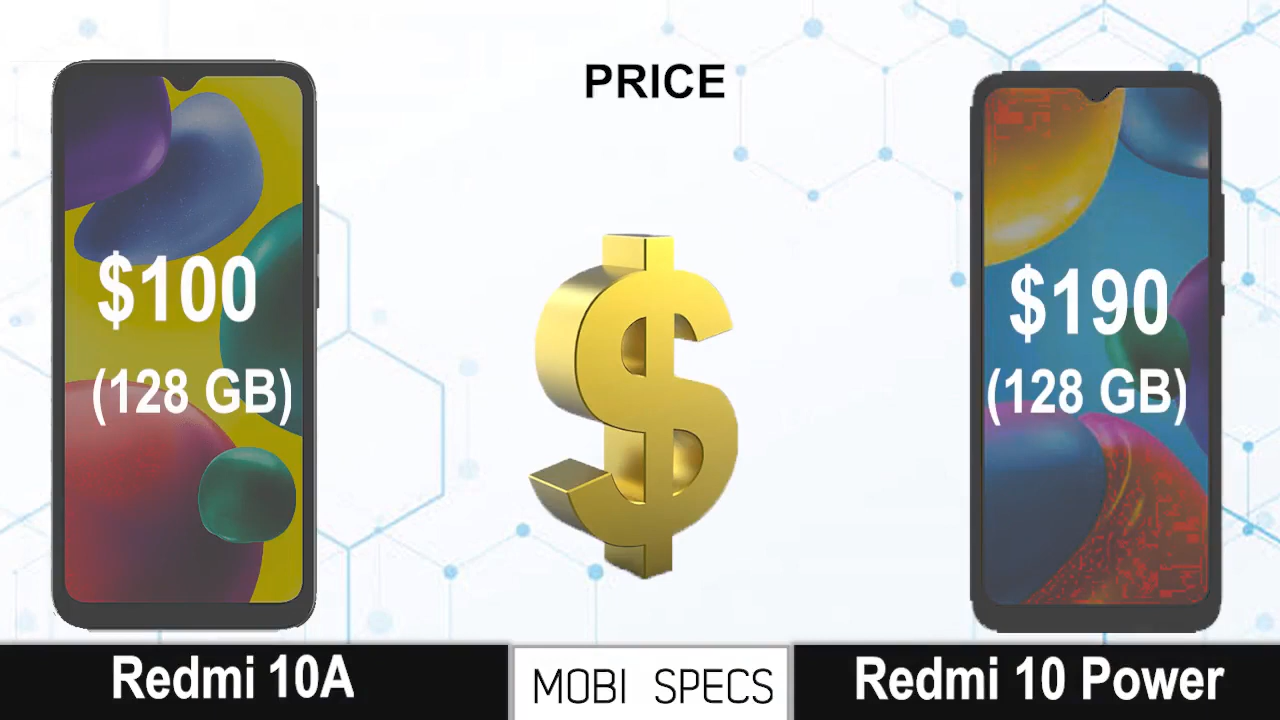 PRICE
$100
(128 GB)
$190
(128 GB)
Redmi 10A
MOBI SPECS
Redmi 10 Power